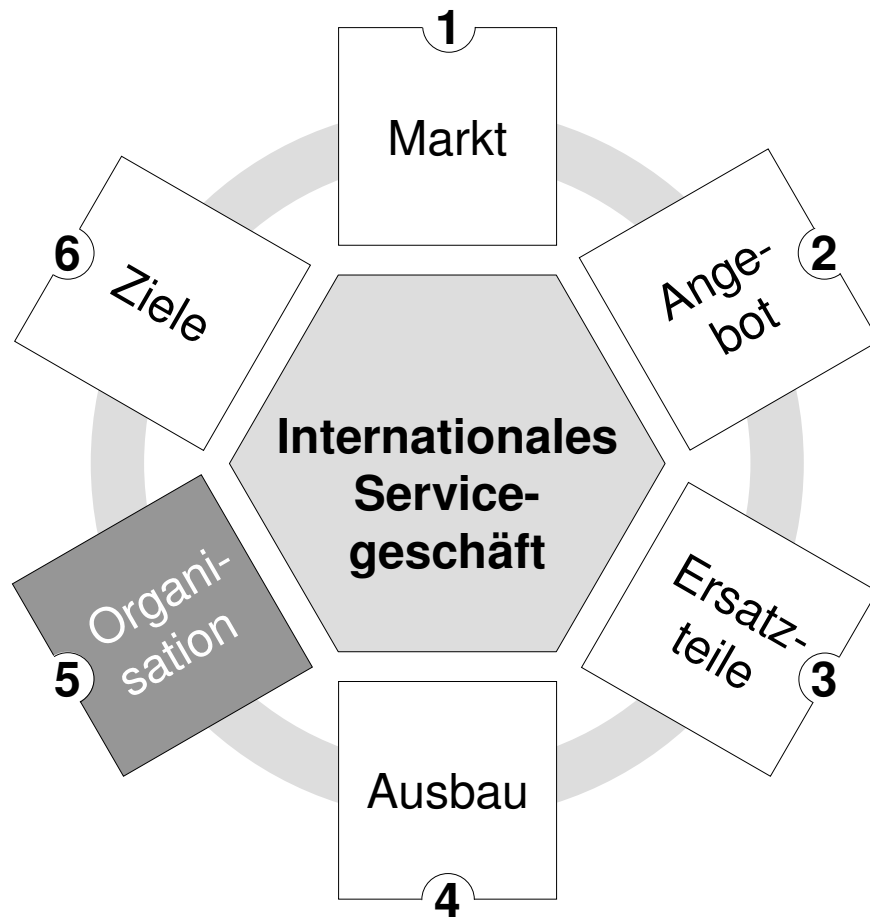 1
Markt
2
Ange-
bot
3
Ersatz-
teile
4
Ausbau
5
Organi-
sation
6
Ziele
Internationales
Service-
geschäft